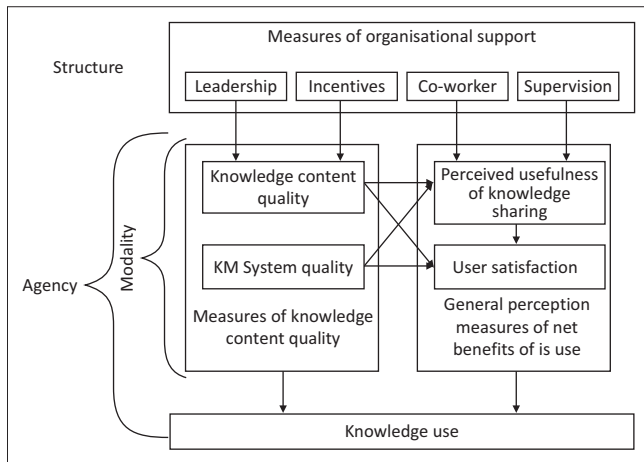 Measures of organisational support
Structure
Leadership
Incentives
Co-worker
Supervision
Knowledge content
quality
Perceived usefulness
of knowledge
sharing
Modality
Agency
KM System quality
User satisfaction
Measures of knowledge
content quality
General perception
measures of net
benefits of is use
Knowledge use